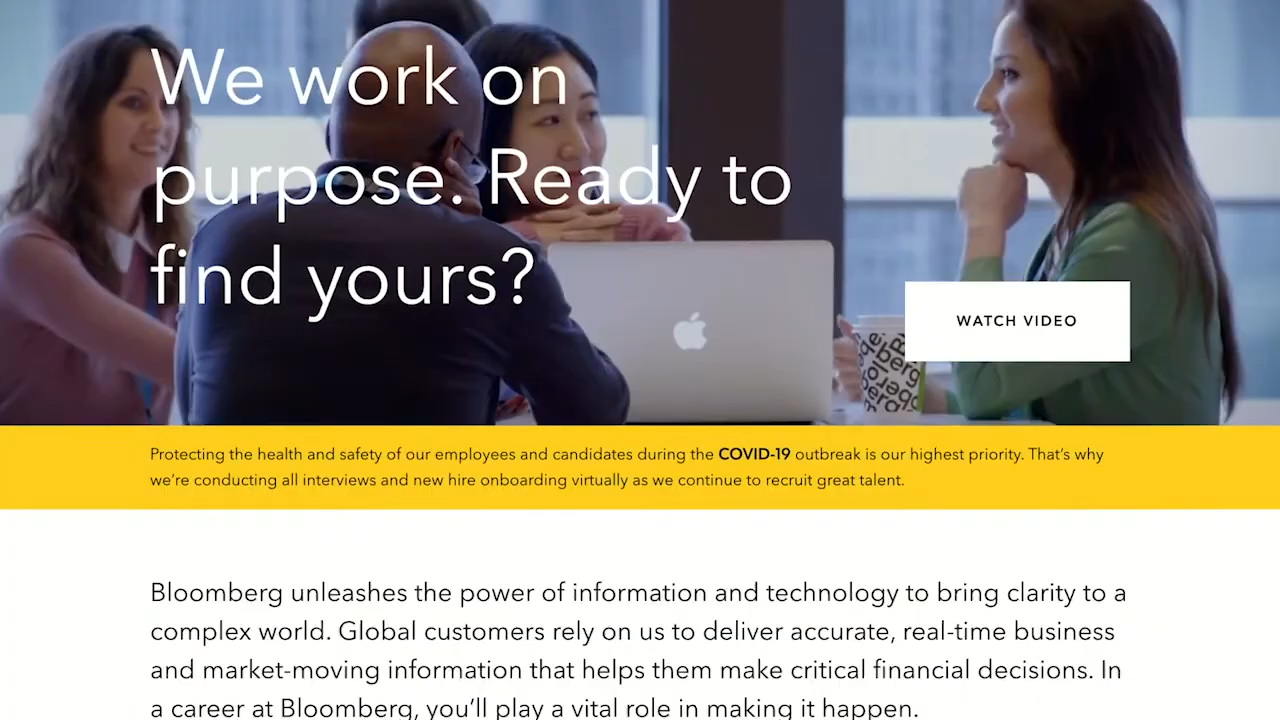 We work on
purpose. Ready to
find yours?
WATCH VIDEO
Protecting the health and safety of our employees and candidates during the COVID-19 outbreak is our highest priority. That’s why
we’re conducting all interviews and new hire onboarding virtually as we continue to recruit great talent.
Bloomberg unleashes the power of information and technology to bring clarity to a
complex world. Global customers rely on us to deliver accurate, real-time business
and market-moving information that helps them make critical financial decisions. In
a career at Bloomberg, you’ll play a vital role in making it happen.